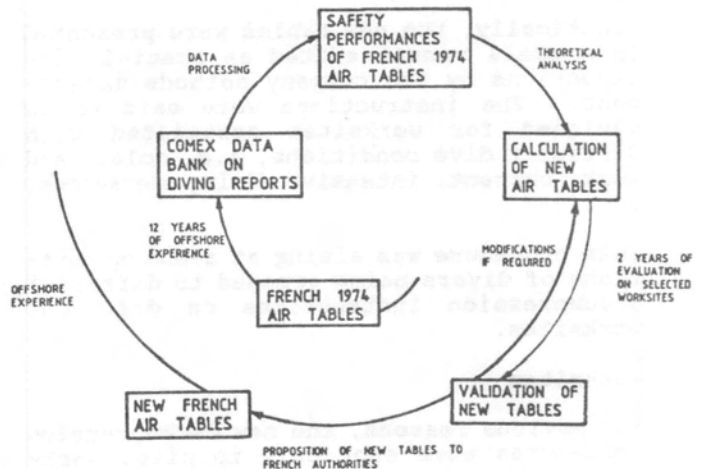 SAFETY
PERFORMANCES
OF FRENCH 1974
AIR TABLES
DATA
PROCESSING
THEORETICAL
ANALYSIS
COMEX DATA
BANK ON
DIVING REPORTS
CALCULATION
OF NEW
AIR TABLES
12 YEARS
OF OFFSHORE
EXPERIENCE
MODIFICATIONS
IF REQUIRED
2 YEARS OF
EVALUATION
ON SELECTED
WORKSITES
OFFSHORE
EXPERIENCE
FRENCH 1974
AIR TABLES
NEW FRENCH
AIR TABLES
VALIDATION OF
NEW TABLES
PROPOSITION OF NEW TABLES TO
FRENCH AUTHORITIES